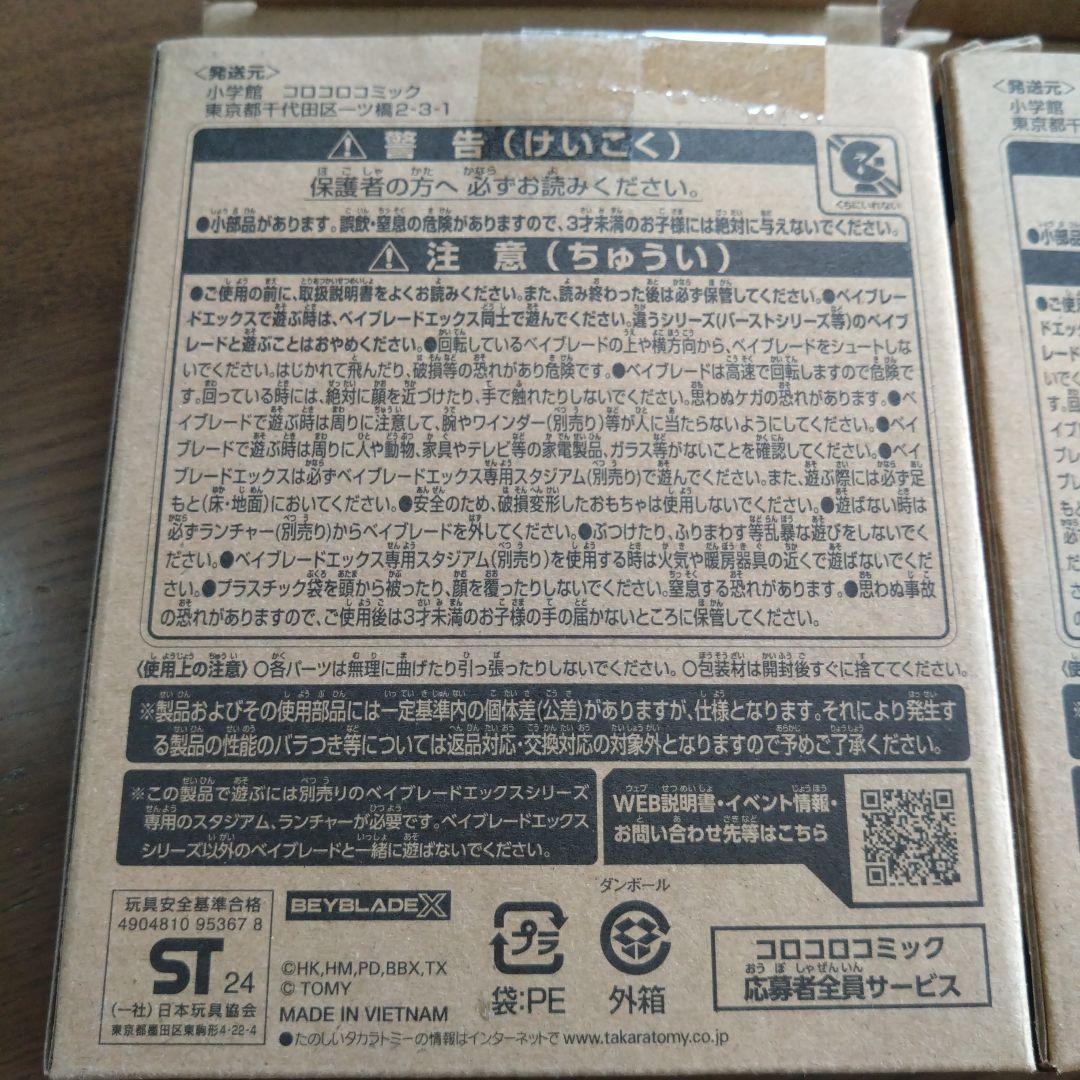 〈発送元〉
小学館 コロコロコミック
東京都千代田区一ツ橋2-3-1
⚠ 警告(けいこく)
保護者の方へ 必ずお読みください。
くちにいれない
●小部品があります。誤飲・窒息の危険がありますので、3才未満のお子様には絶対に与えないでください。
⚠ 注意(ちゅうい)
●ご使用の前に、取扱説明書をよくお読みください。また、読み終わった後は必ず保管してください。●ベイブレー
ドエックスで遊ぶ時は、ベイブレードエックス同士で遊んでください。違うシリーズ(バーストシリーズ等)のベイブ
レードと遊ぶことはおやめください。●回転しているベイブレードの上や横方向から、ベイブレードをシュートしな
いでください。はじかれて飛んだり、破損等の恐れがあり危険です。●ベイブレードは高速で回転しますので危険で
す。回っている時には、絶対に顔を近づけたり、手で触れたりしないでください。思わぬケガの恐れがあります。●ベ
イブレードで遊ぶ時は周りに注意して、腕やワインダー(別売り)等が人に当たらないようにしてください。●ベイ
ブレードで遊ぶ時は周りに人や動物、家具やテレビ等の家電製品、ガラス等がないことを確認してください。●ベイ
ブレードエックスは必ずベイブレードエックス専用スタジアム(別売り)で遊んでください。また、遊ぶ際には必ず足
もと(床・地面)においてください。●安全のため、破損変形したおもちゃは使用しないでください。●遊ばない時は
必ずランチャー(別売り)からベイブレードを外してください。●ぶつけたり、ふりまわす等乱暴な遊びをしないでく
ださい。●ベイブレードエックス専用スタジアム(別売り)を使用する時は火気や暖房器具の近くで遊ばないでくだ
さい。●プラスチック袋を頭から被ったり、顔を覆ったりしないでください。窒息する恐れがあります。●思わぬ事故
の恐れがありますので、ご使用後は3才未満のお子様の手の届かないところに保管してください。
〈使用上の注意〉○各パーツは無理に曲げたり引っ張ったりしないでください。○包装材は開封後すぐに捨ててください。
※製品およびその使用部品には一定基準内の個体差(公差)がありますが、仕様となります。それにより発生す
る製品の性能のバラつき等については返品対応・交換対応の対象外となりますので予めご了承ください。
※この製品で遊ぶには別売りのベイブレードエックスシリーズ
専用のスタジアム、ランチャーが必要です。ベイブレードエックス
シリーズ以外のベイブレードと一緒に遊ばないでください。
WEB説明書・イベント情報・
お問い合わせ先等はこちら
玩具安全基準合格
4904810 95367 8
ST 24
(一社)日本玩具協会
東京都墨田区東駒形4-22-4
BEYBLADE X
©HK,HM,PD,BBX,TX
© TOMY
MADE IN VIETNAM
●たのしいタカラトミーの情報はインターネットで www.takaratomy.co.jp
プラ
袋:PE
ダンボール
外箱
コロコロコミック
応募者全員サービス
〈発送元〉
小学館
東京都